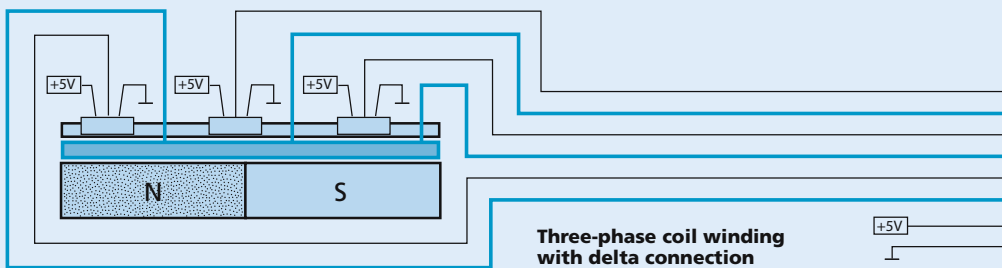 +5V +5V +5V
N S
Three-phase coil winding
with delta connection
+5V